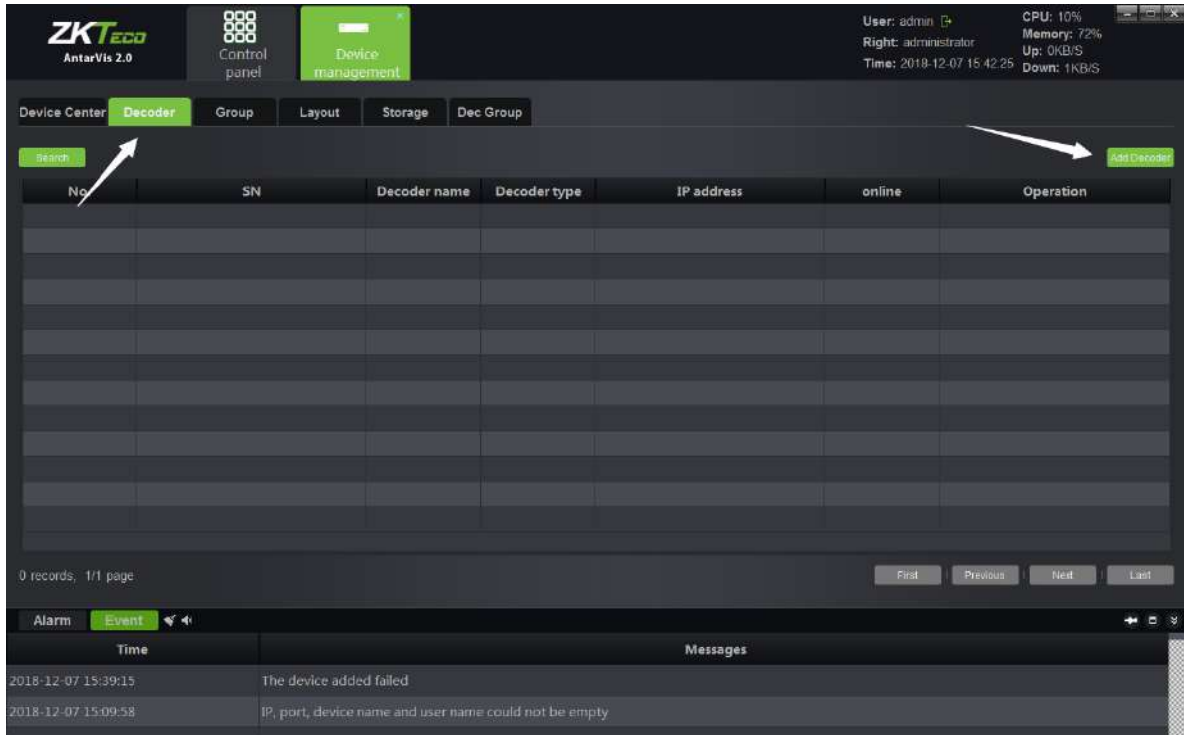 ZKTeco
AntarVis 2.0
Control panel
Device management
User: admin
Right: administrator
Time: 2018-12-07 15:42:25
CPU: 10%
Memory: 72%
Up: 0KB/S
Down: 1KB/S
Device Center Decoder Group Layout Storage Dec Group
Search Add Decoder
No. SN Decoder name Decoder type IP address online Operation
0 records, 1/1 page First Previous Next Last
Alarm Event
Time Messages
2018-12-07 15:39:15 The device added failed
2018-12-07 15:09:58 IP, port, device name and user name could not be empty